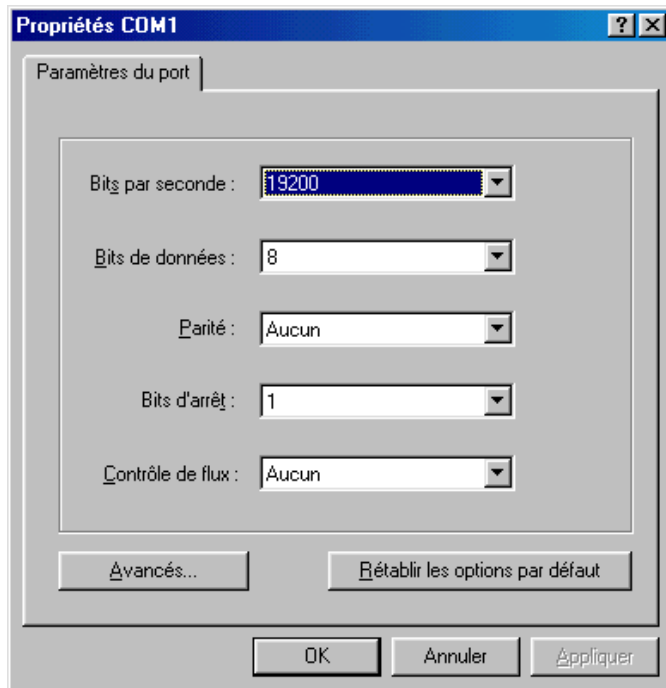 Propriétés COM1
Paramètres du port
Bits par seconde :
19200
Bits de données :
8
Parité :
Aucun
Bits d'arrêt :
1
Contrôle de flux :
Aucun
Avancés...
Rétablir les options par défaut
OK
Annuler
Appliquer